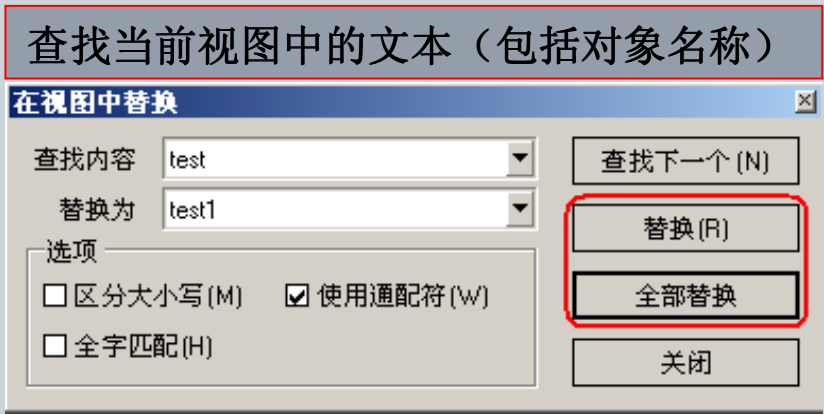 查找当前视图中的文本（包括对象名称）
在视图中替换
查找内容 test 查找下一个(N)
替换为 test1 替换(R)
选项
区分大小写(M) 使用通配符(W) 全部替换
全字匹配(H) 关闭